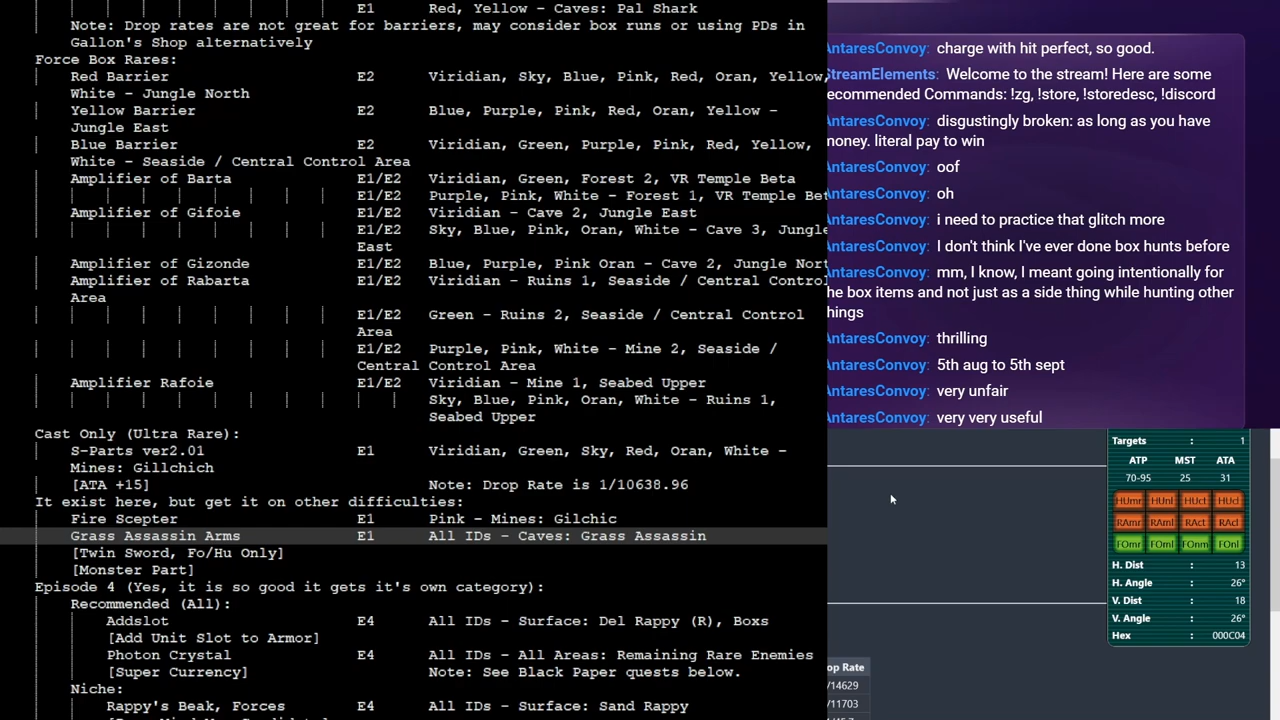 E1 Red, Yellow - Caves: Pal Shark
Note: Drop rates are not great for barriers, may consider box runs or using PDs in
Gallon's Shop alternatively
Force Box Rares:
Red Barrier E2 Viridian, Sky, Blue, Pink, Red, Oran, Yellow,
White - Jungle North
Yellow Barrier E2 Blue, Purple, Pink, Red, Oran, Yellow -
Jungle East
Blue Barrier E2 Viridian, Green, Purple, Pink, Red, Yellow,
White - Seaside / Central Control Area
Amplifier of Barta E1/E2 Viridian, Green, Forest 2, VR Temple Beta
E1/E2 Purple, Pink, White - Forest 1, VR Temple Bet
Amplifier of Gifoie E1/E2 Viridian - Cave 2, Jungle East
E1/E2 Sky, Blue, Pink, Oran, White - Cave 3, Jungle
East
Amplifier of Gizonde E1/E2 Blue, Purple, Pink Oran - Cave 2, Jungle Nort
Amplifier of Rabarta E1/E2 Viridian - Ruins 1, Seaside / Central Control
Area
E1/E2 Green - Ruins 2, Seaside / Central Control
Area
E1/E2 Purple, Pink, White - Mine 2, Seaside /
Central Control Area
Amplifier Rafoie E1/E2 Viridian - Mine 1, Seabed Upper
Sky, Blue, Pink, Oran, White - Ruins 1,
Seabed Upper
Cast Only (Ultra Rare):
S-Parts ver2.01 E1 Viridian, Green, Sky, Red, Oran, White -
Mines: Gillchich
[ATA +15] Note: Drop Rate is 1/10638.96
It exist here, but get it on other difficulties:
Fire Scepter E1 Pink - Mines: Gilchic
Grass Assassin Arms E1 All IDs - Caves: Grass Assassin
[Twin Sword, Fo/Hu Only]
[Monster Part]
Episode 4 (Yes, it is so good it gets it's own category):
Recommended (All):
Addslot E4 All IDs - Surface: Del Rappy (R), Boxs
[Add Unit Slot to Armor]
Photon Crystal E4 All IDs - All Areas: Remaining Rare Enemies
[Super Currency] Note: See Black Paper quests below.
Niche:
Rappy's Beak, Forces E4 All IDs - Surface: Sand Rappy
AntaresConvoy: charge with hit perfect, so good.
StreamElements: Welcome to the stream! Here are some
ecommended Commands: !zg, !store, !storedesc, !discord
AntaresConvoy: disgustingly broken: as long as you have
money. literal pay to win
AntaresConvoy: oof
AntaresConvoy: oh
AntaresConvoy: i need to practice that glitch more
AntaresConvoy: I don't think I've ever done box hunts before
AntaresConvoy: mm, I know, I meant going intentionally for
he box items and not just as a side thing while hunting other
hings
AntaresConvoy: thrilling
AntaresConvoy: 5th aug to 5th sept
AntaresConvoy: very unfair
AntaresConvoy: very very useful
Targets : 1
ATP MST ATA
70-95 25 31
HUmr HUnl HUct HUcl
RAmr RAml RAct RAcl
FOmr FOml FOnm FOnl
H. Dist : 13
H. Angle : 26°
V. Dist : 18
V. Angle : 26°
Hex : 000C04
op Rate
/14629
/11703